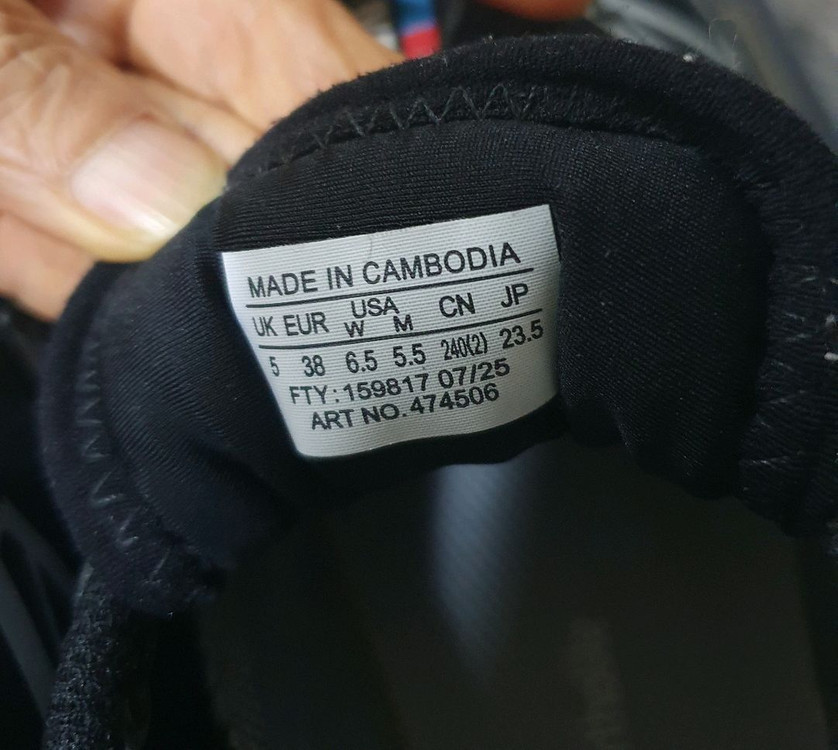 MADE IN CAMBODIA
UK EUR USA CN JP
W M
5 38 6.5 5.5 240(2) 23.5
FTY: 159817 07/25
ART NO. 474506